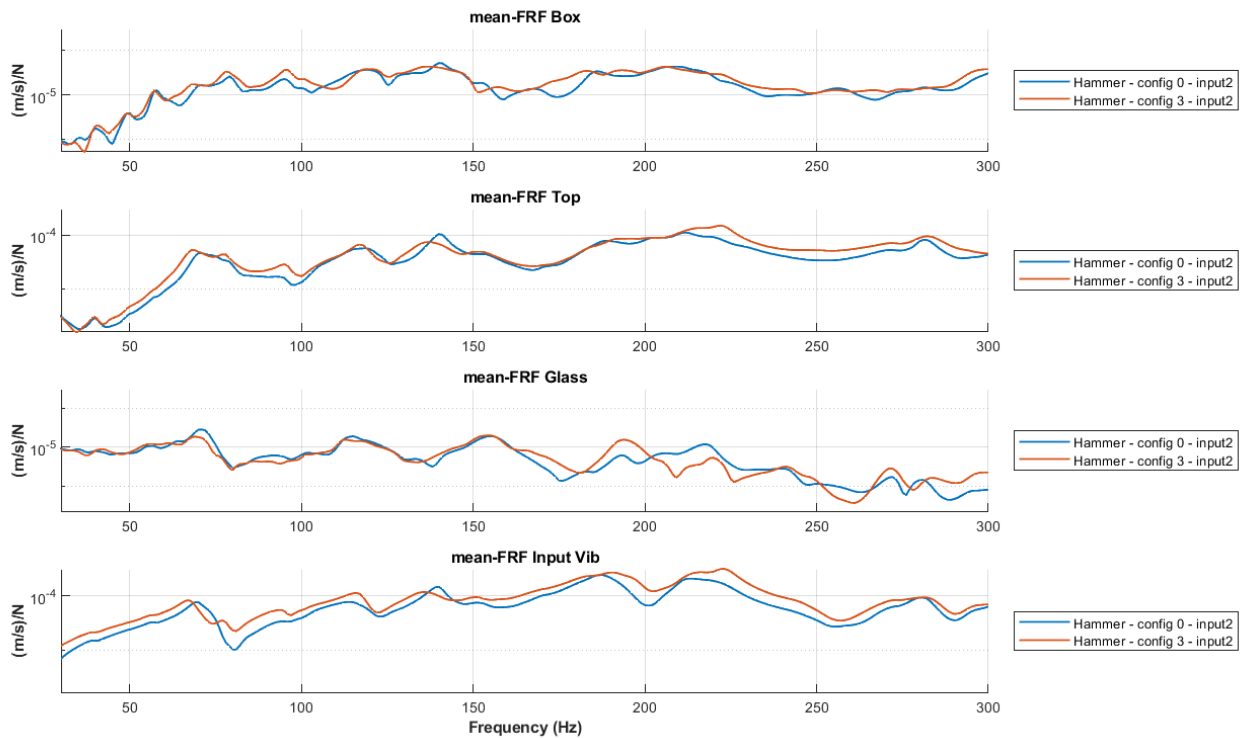 mean-FRF Box
(m/s)/N
10-5
50 100 150 200 250 300
Hammer - config 0 - input2
Hammer - config 3 - input2
mean-FRF Top
(m/s)/N
10-4
50 100 150 200 250 300
Hammer - config 0 - input2
Hammer - config 3 - input2
mean-FRF Glass
(m/s)/N
10-5
50 100 150 200 250 300
Hammer - config 0 - input2
Hammer - config 3 - input2
mean-FRF Input Vib
(m/s)/N
10-4
50 100 150 200 250 300
Hammer - config 0 - input2
Hammer - config 3 - input2
Frequency (Hz)